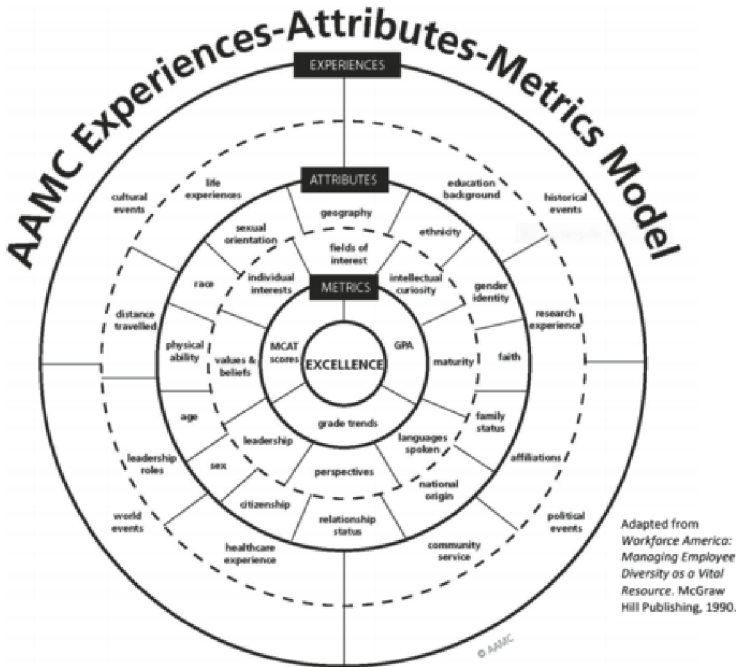 AAMC Experiences-Attributes-Metrics Model
EXPERIENCES
cultural
events
life
experiences
education
background
historical
events
distance
travelled
research
experience
leadership
roles
affiliations
world
events
healthcare
experience
community
service
political
events
ATTRIBUTES
geography
sexual
orientation
ethnicity
race
gender
identity
physical
ability
faith
age
family
status
sex
national
origin
citizenship
relationship
status
fields of
interest
individual
interests
intellectual
curiosity
values &
beliefs
maturity
leadership
languages
spoken
perspectives
METRICS
MCAT
scores
GPA
grade trends
EXCELLENCE
Adapted from
Workforce America:
Managing Employee
Diversity as a Vital
Resource. McGraw
Hill Publishing, 1990.
© AAMC